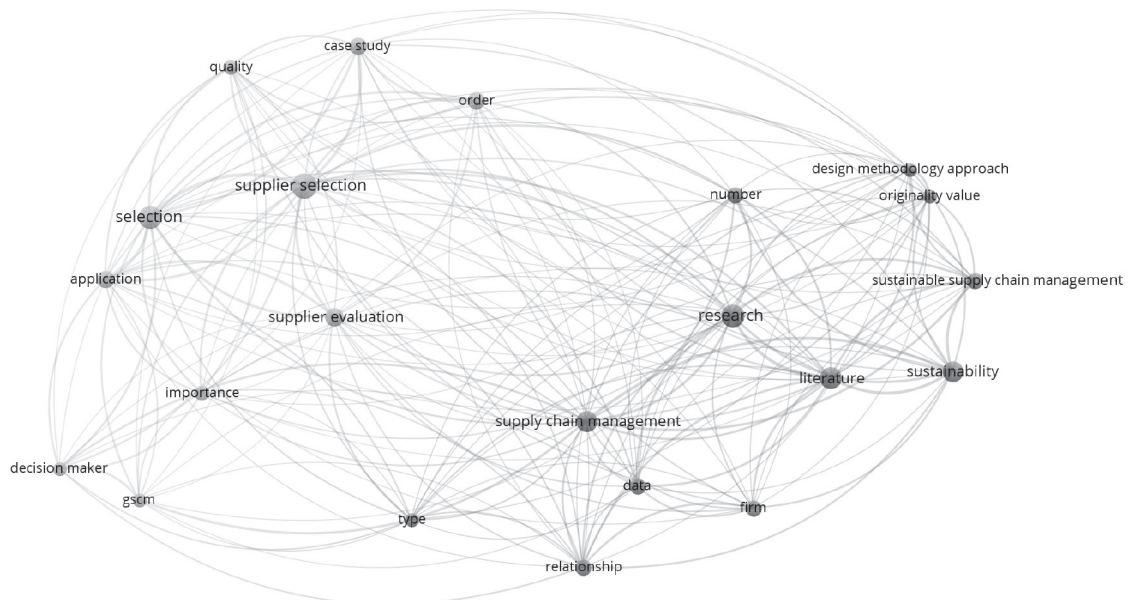 case study
quality
order
design methodology approach
supplier selection
number
originality value
selection
application
sustainable supply chain management
supplier evaluation
research
sustainability
literature
importance
supply chain management
decision maker
data
gscm
firm
type
relationship